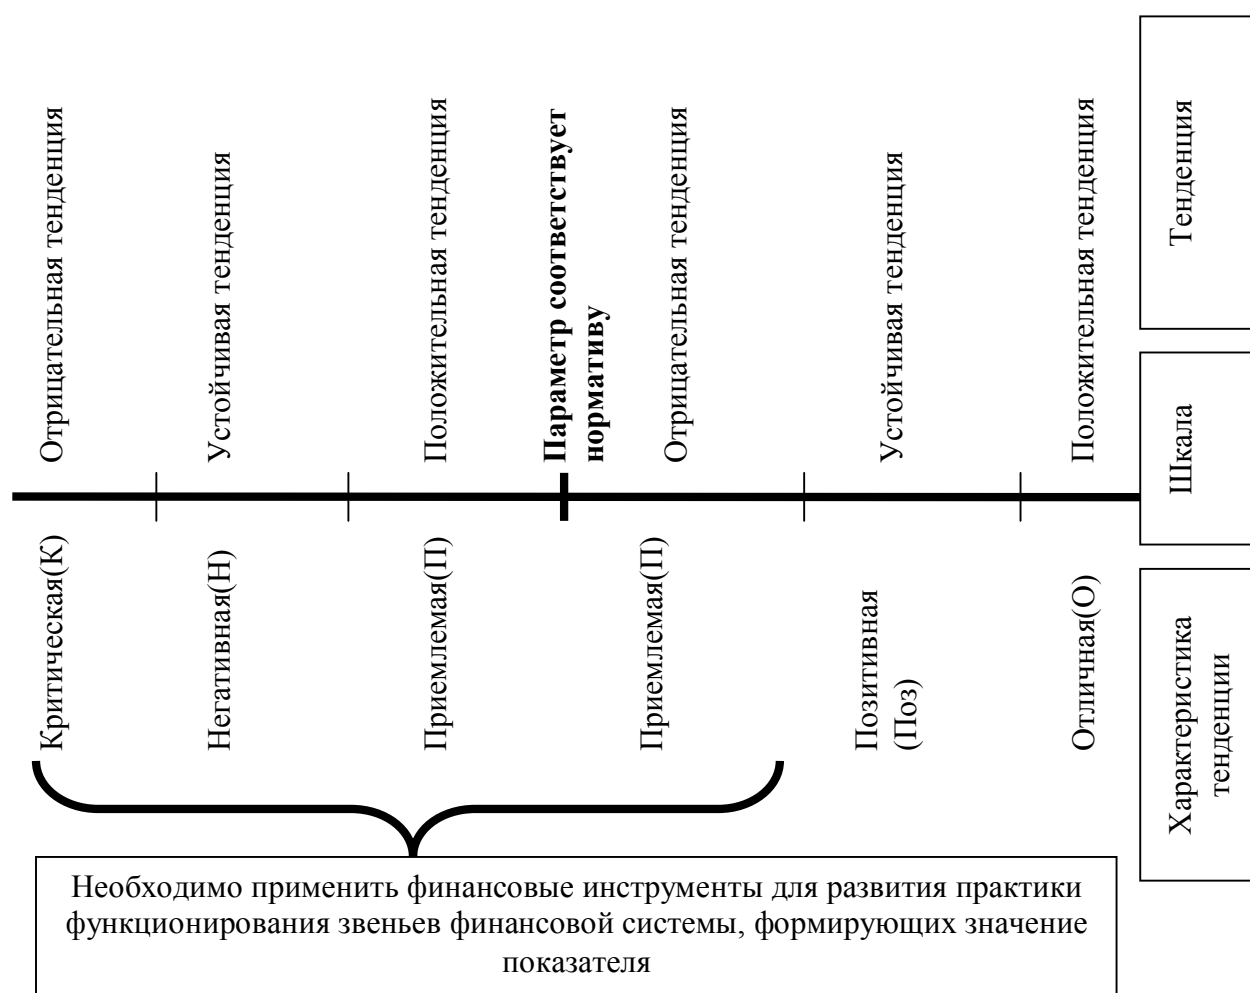 Отрицательная тенденция
Устойчивая тенденция
Положительная тенденция
Параметр соответствует
нормативу
Отрицательная тенденция
Устойчивая тенденция
Положительная тенденция
Тенденция
Шкала
Критическая(К)
Негативная(Н)
Приемлемая(П)
Приемлемая(П)
Позитивная
(Поз)
Отличная(О)
Характеристика
тенденции
Необходимо применить финансовые инструменты для развития практики
функционирования звеньев финансовой системы, формирующих значение
показателя